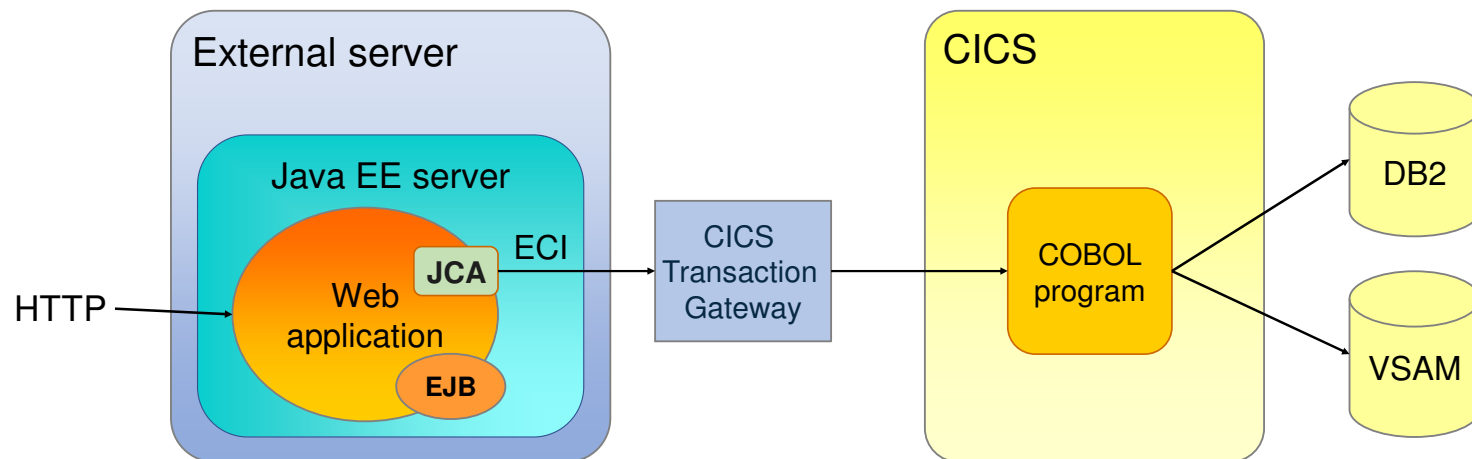 External server
CICS
Java EE server
DB2
ECI
CICS
Transaction
Gateway
JCA
COBOL
program
Web
application
HTTP
EJB
VSAM